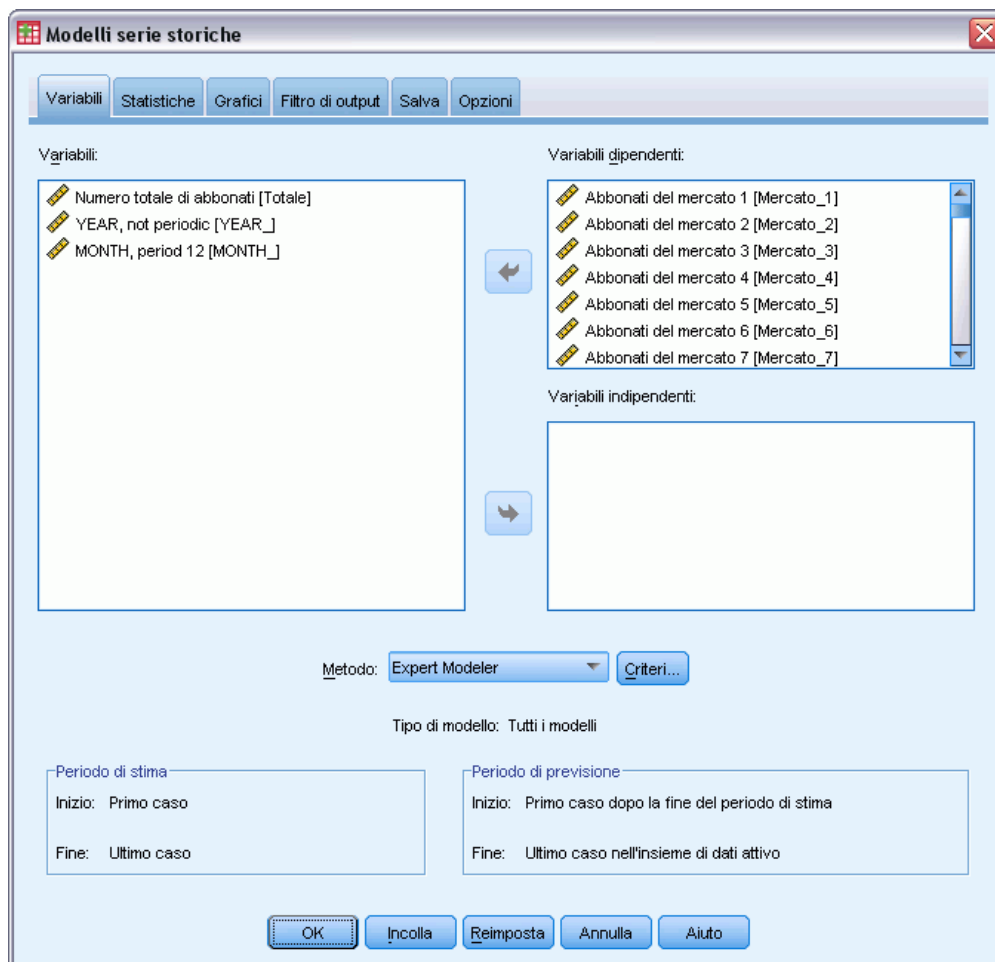 Modelli serie storiche
Variabili
Statistiche
Grafici
Filtro di output
Salva
Opzioni
Variabili:
Numero totale di abbonati [Totale]
YEAR, not periodic [YEAR_]
MONTH, period 12 [MONTH_]
Variabili dipendenti:
Abbonati del mercato 1 [Mercato_1]
Abbonati del mercato 2 [Mercato_2]
Abbonati del mercato 3 [Mercato_3]
Abbonati del mercato 4 [Mercato_4]
Abbonati del mercato 5 [Mercato_5]
Abbonati del mercato 6 [Mercato_6]
Abbonati del mercato 7 [Mercato_7]
Variabili indipendenti:
Metodo: Expert Modeler Criteri...
Tipo di modello: Tutti i modelli
Periodo di stima
Inizio: Primo caso
Fine: Ultimo caso
Periodo di previsione
Inizio: Primo caso dopo la fine del periodo di stima
Fine: Ultimo caso nell'insieme di dati attivo
OK
Incolla
Reimposta
Annulla
Aiuto